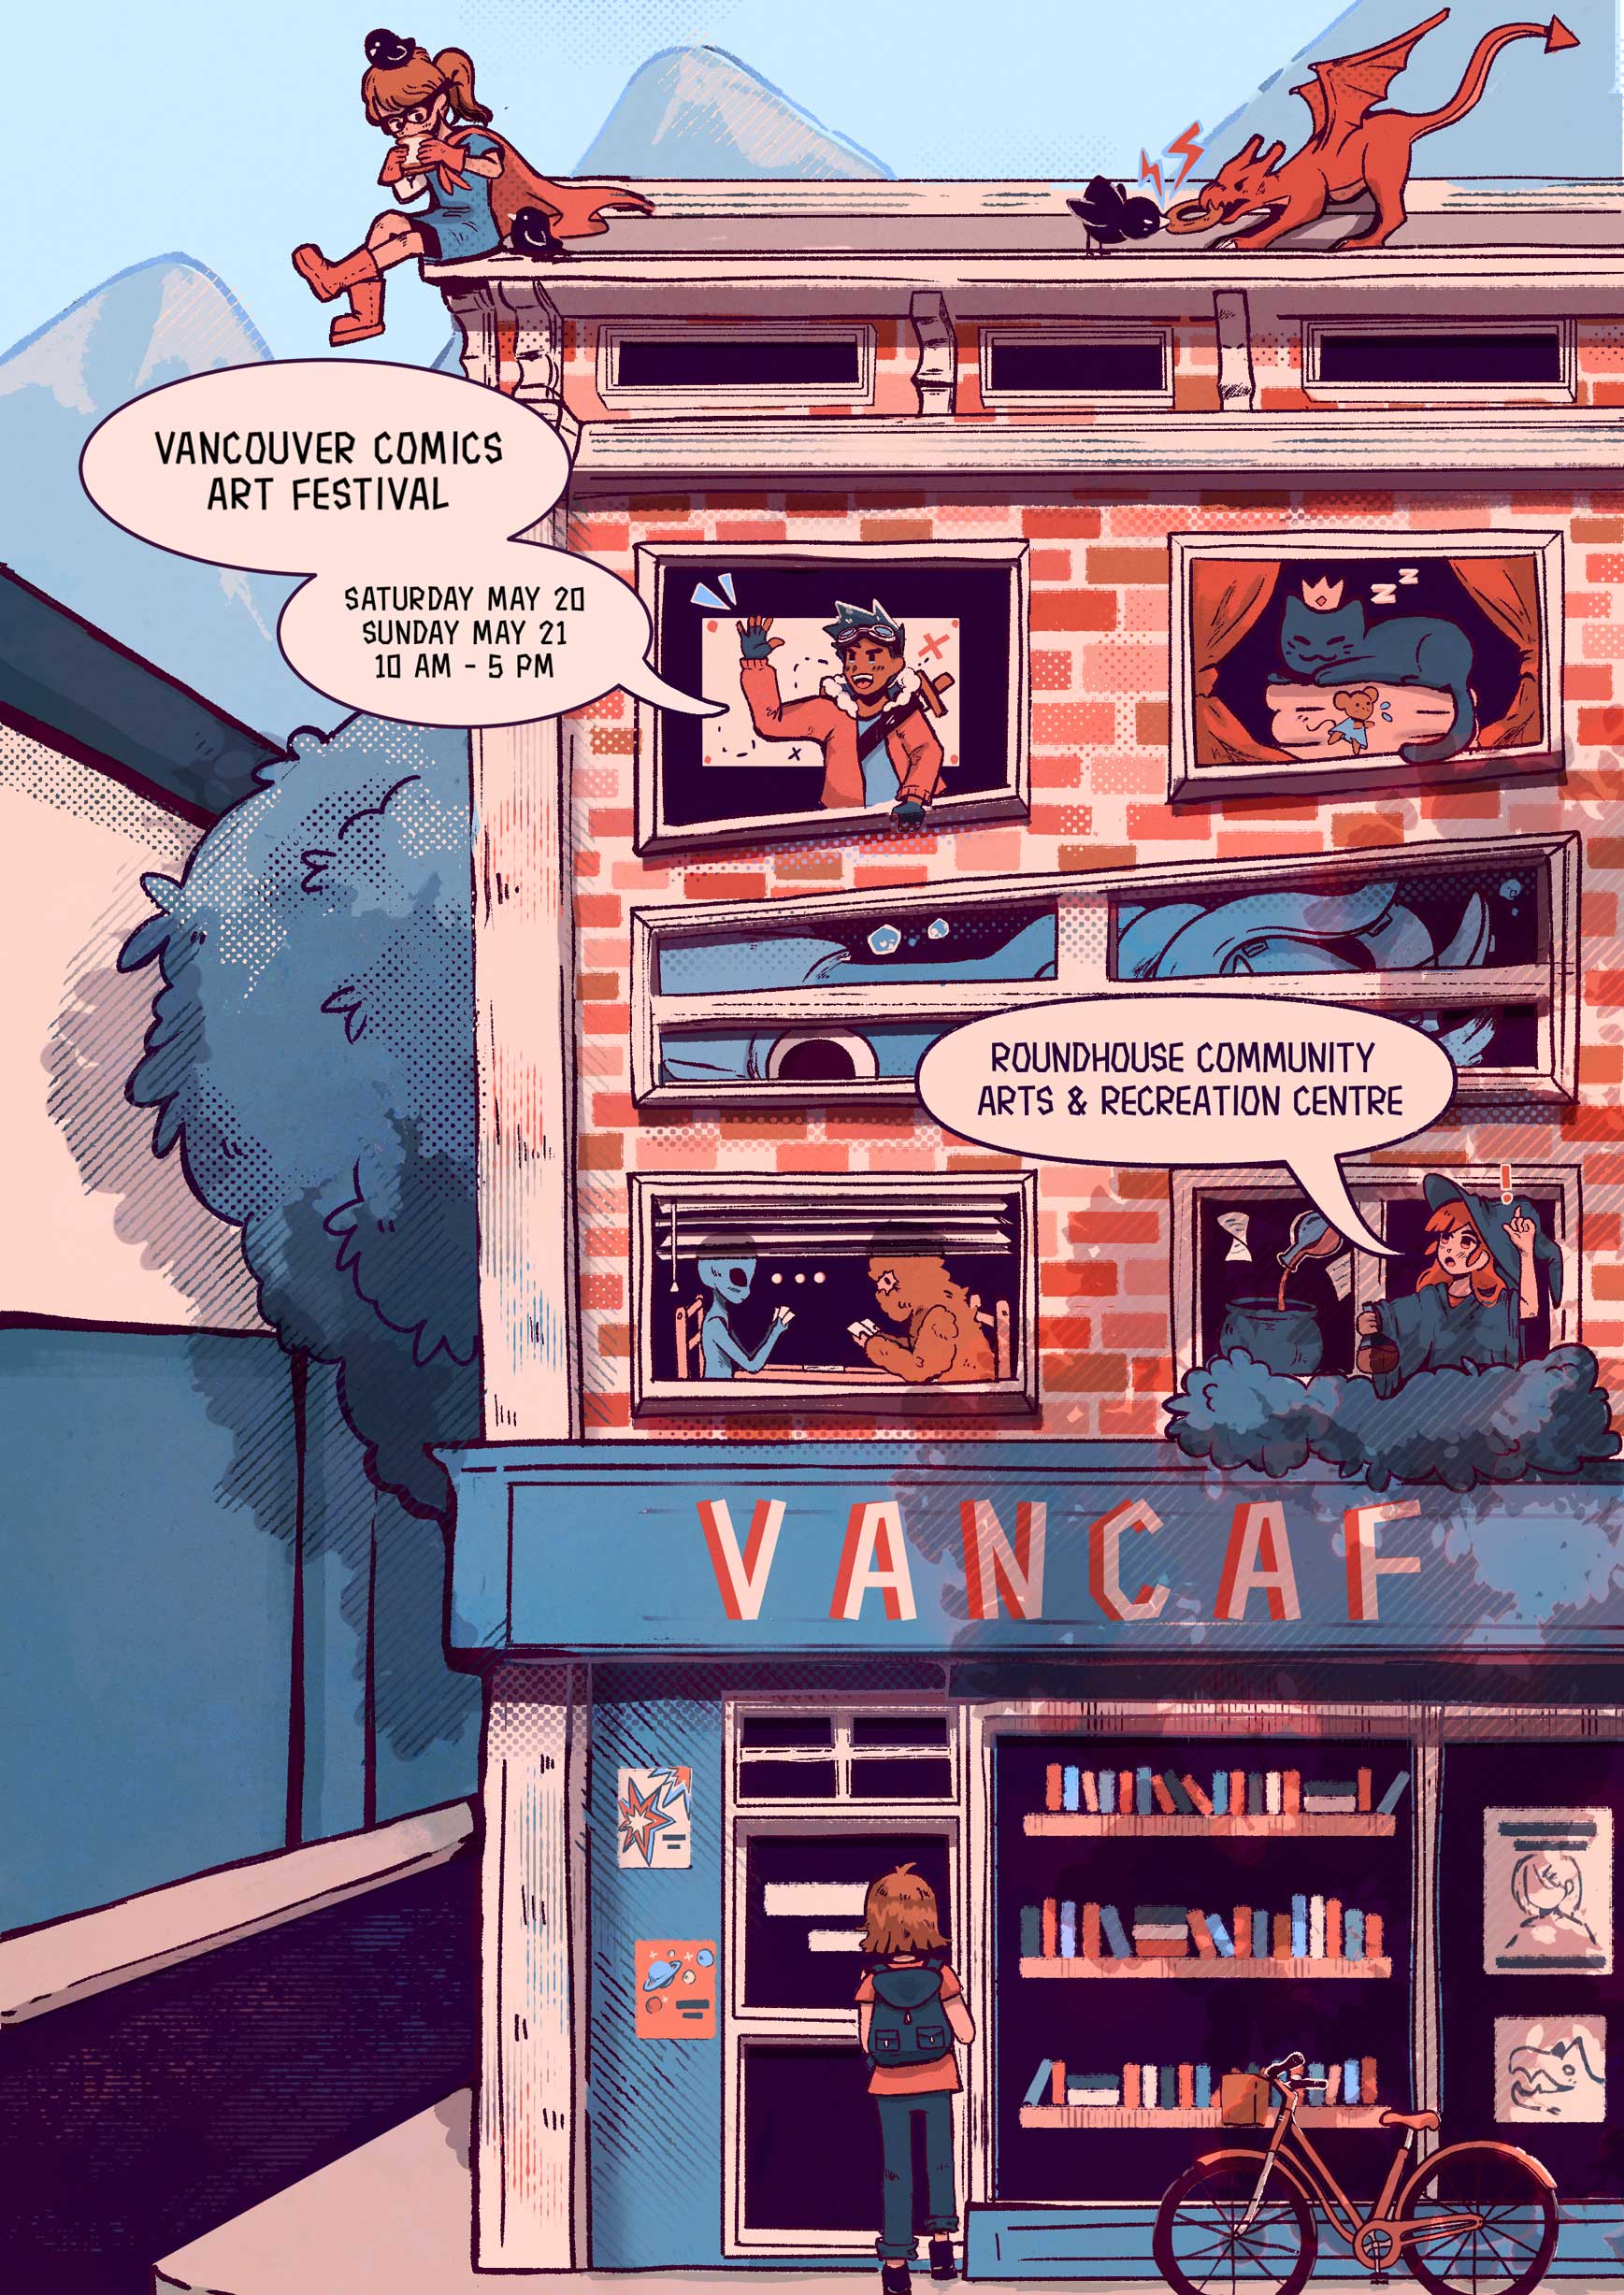 VANCOUVER COMICS
ART FESTIVAL
SATURDAY MAY 20
SUNDAY MAY 21
10 AM - 5 PM
Z Z
ROUNDHOUSE COMMUNITY
ARTS & RECREATION CENTRE
!
VANCAF